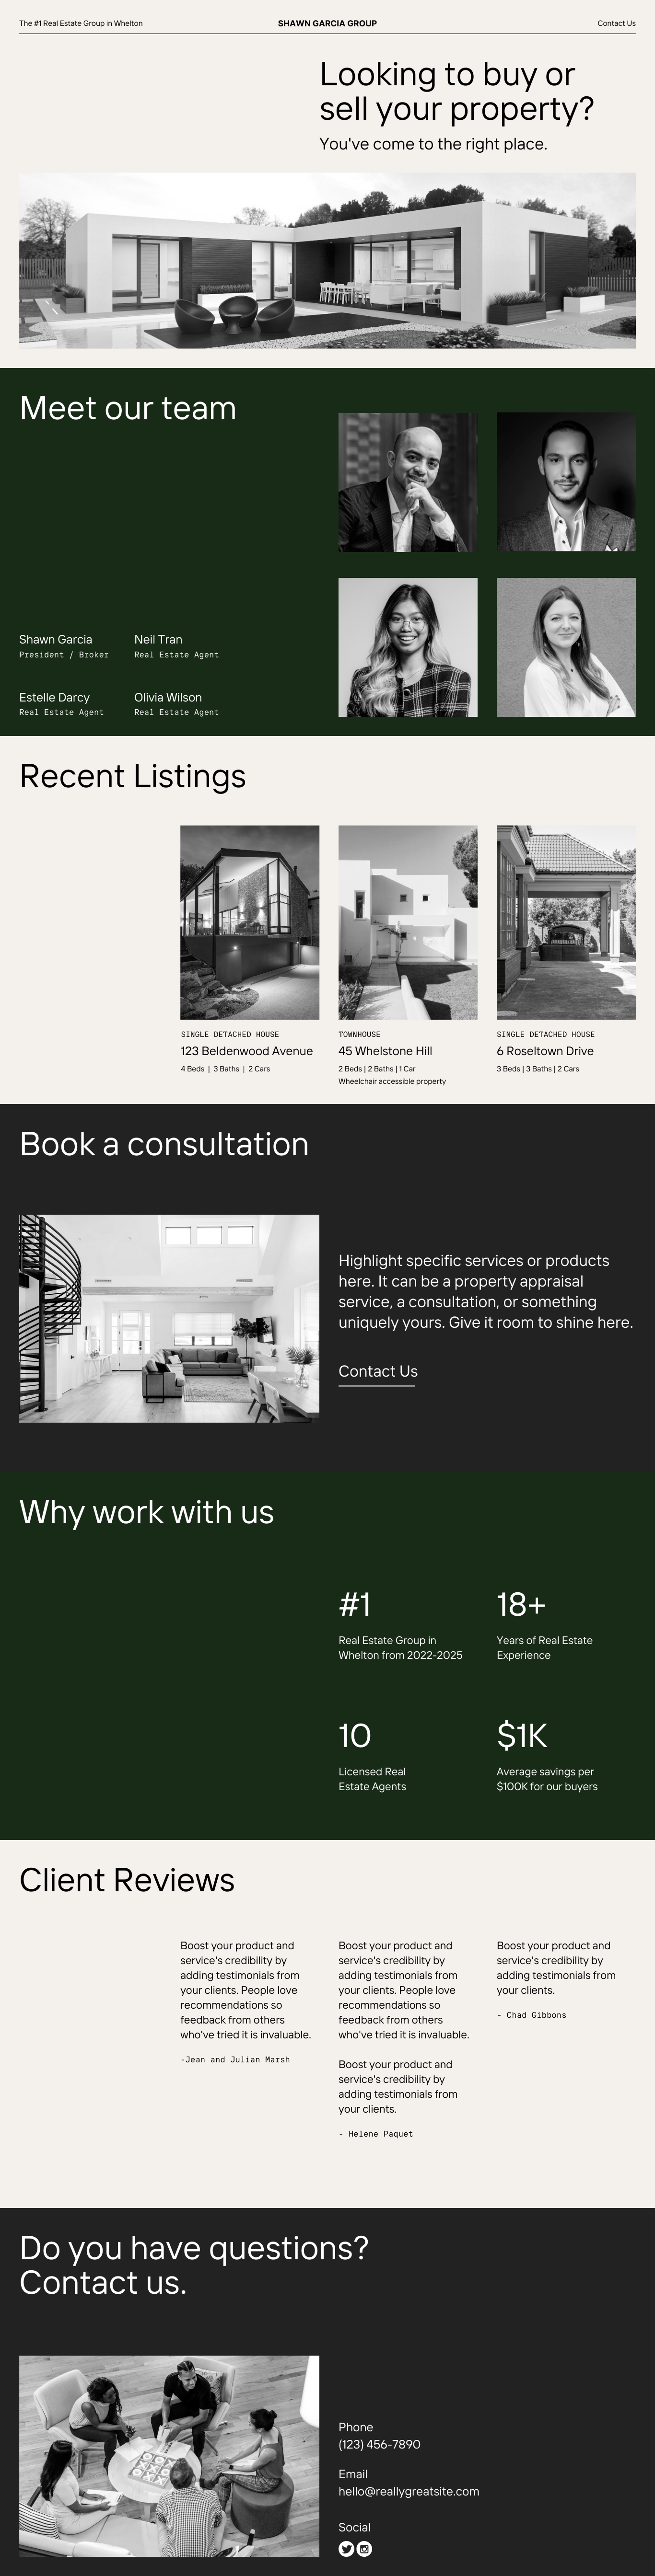 The #1 Real Estate Group in Whelton
SHAWN GARCIA GROUP
Contact Us
Looking to buy or
sell your property?
You've come to the right place.
Meet our team
Shawn Garcia
President / Broker
Neil Tran
Real Estate Agent
Estelle Darcy
Real Estate Agent
Olivia Wilson
Real Estate Agent
Recent Listings
SINGLE DETACHED HOUSE
123 Beldenwood Avenue
4 Beds | 3 Baths | 2 Cars
TOWNHOUSE
45 Whelstone Hill
2 Beds | 2 Baths | 1 Car
Wheelchair accessible property
SINGLE DETACHED HOUSE
6 Roseltown Drive
3 Beds | 3 Baths | 2 Cars
Book a consultation
Highlight specific services or products
here. It can be a property appraisal
service, a consultation, or something
uniquely yours. Give it room to shine here.
Contact Us
Why work with us
#1
Real Estate Group in
Whelton from 2022-2025
18+
Years of Real Estate
Experience
10
Licensed Real
Estate Agents
$1K
Average savings per
$100K for our buyers
Client Reviews
Boost your product and
service's credibility by
adding testimonials from
your clients. People love
recommendations so
feedback from others
who've tried it is invaluable.
-Jean and Julian Marsh
Boost your product and
service's credibility by
adding testimonials from
your clients. People love
recommendations so
feedback from others
who've tried it is invaluable.
Boost your product and
service's credibility by
adding testimonials from
your clients.
- Helene Paquet
Boost your product and
service's credibility by
adding testimonials from
your clients.
- Chad Gibbons
Do you have questions?
Contact us.
Phone
(123) 456-7890
Email
hello@reallygreatsite.com
Social